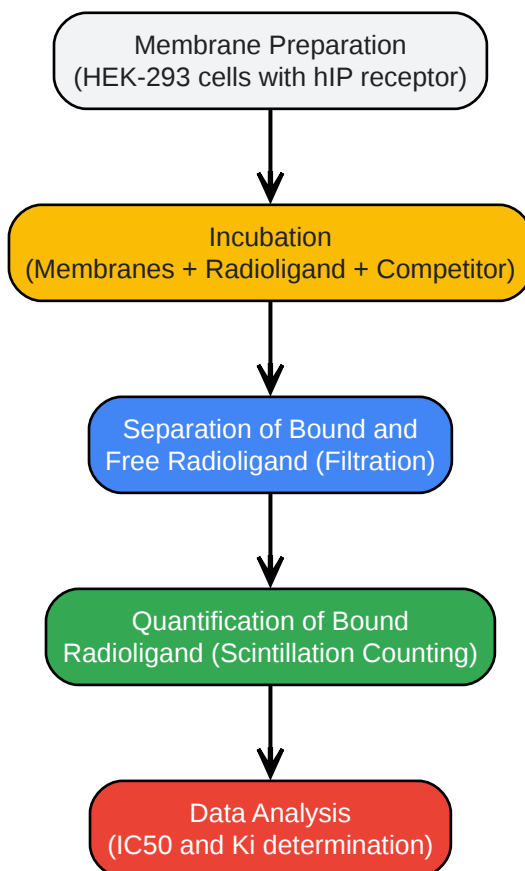 Membrane Preparation
(HEK-293 cells with hIP receptor)
Incubation
(Membranes + Radioligand + Competitor)
Separation of Bound and
Free Radioligand (Filtration)
Quantification of Bound
Radioligand (Scintillation Counting)
Data Analysis
(IC50 and Ki determination)